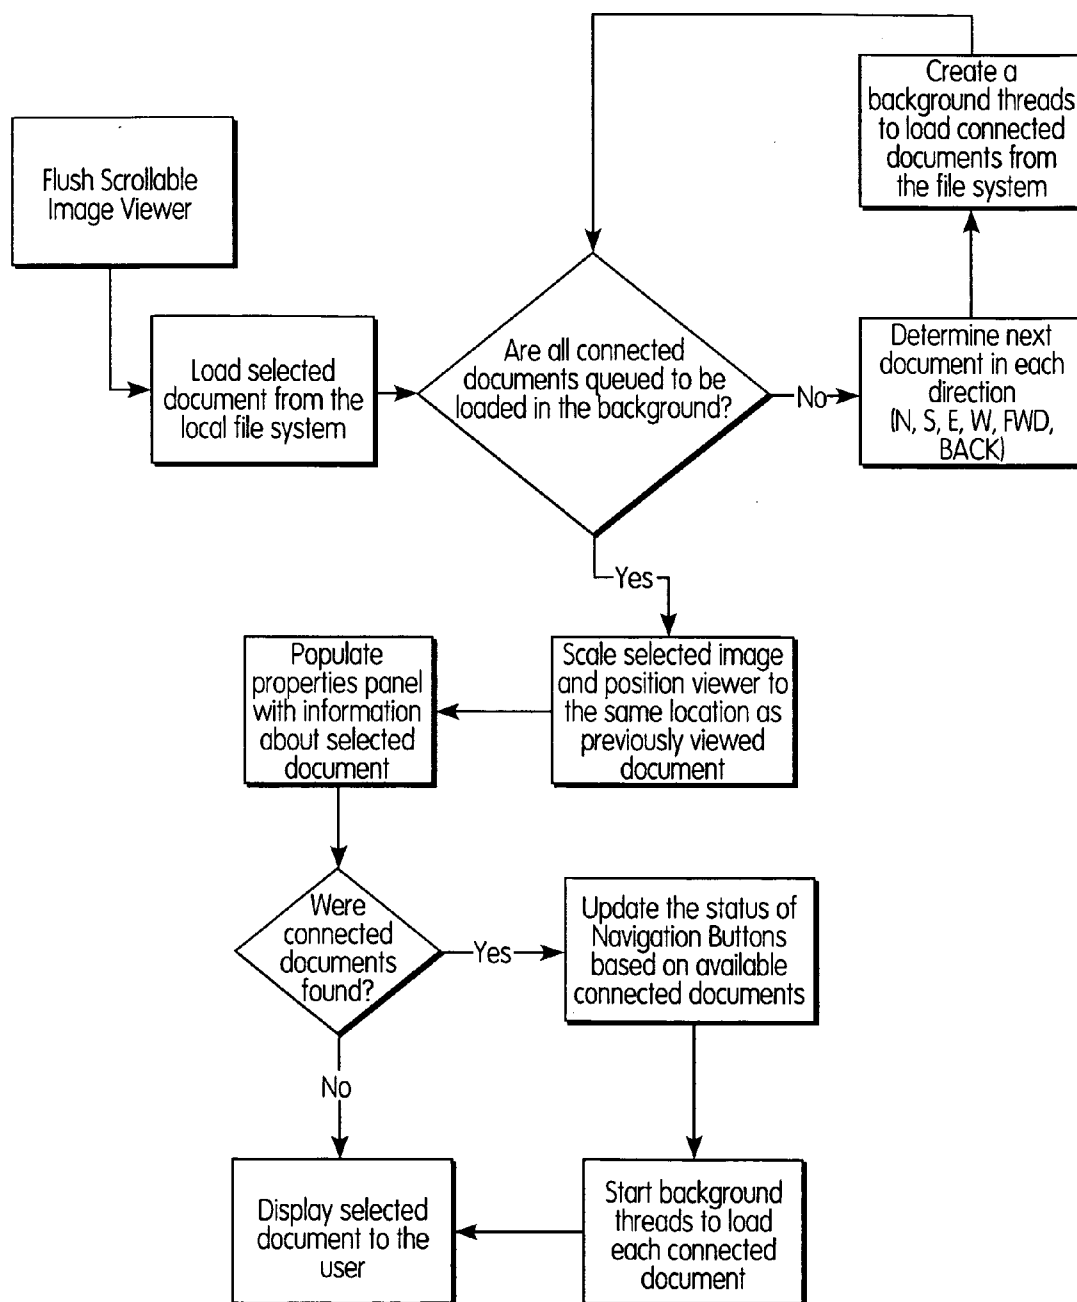 Flush Scrollable
Image Viewer
Load selected
document from the
local file system
Are all connected
documents queued to be
loaded in the background?
No
Determine next
document in each
direction
(N, S, E, W, FWD,
BACK)
Create a
background threads
to load connected
documents from
the file system
Yes
Scale selected image
and position viewer to
the same location as
previously viewed
document
Populate
properties panel
with information
about selected
document
Were
connected
documents
found?
Yes
Update the status of
Navigation Buttons
based on available
connected documents
No
Start background
threads to load
each connected
document
Display selected
document to the
user